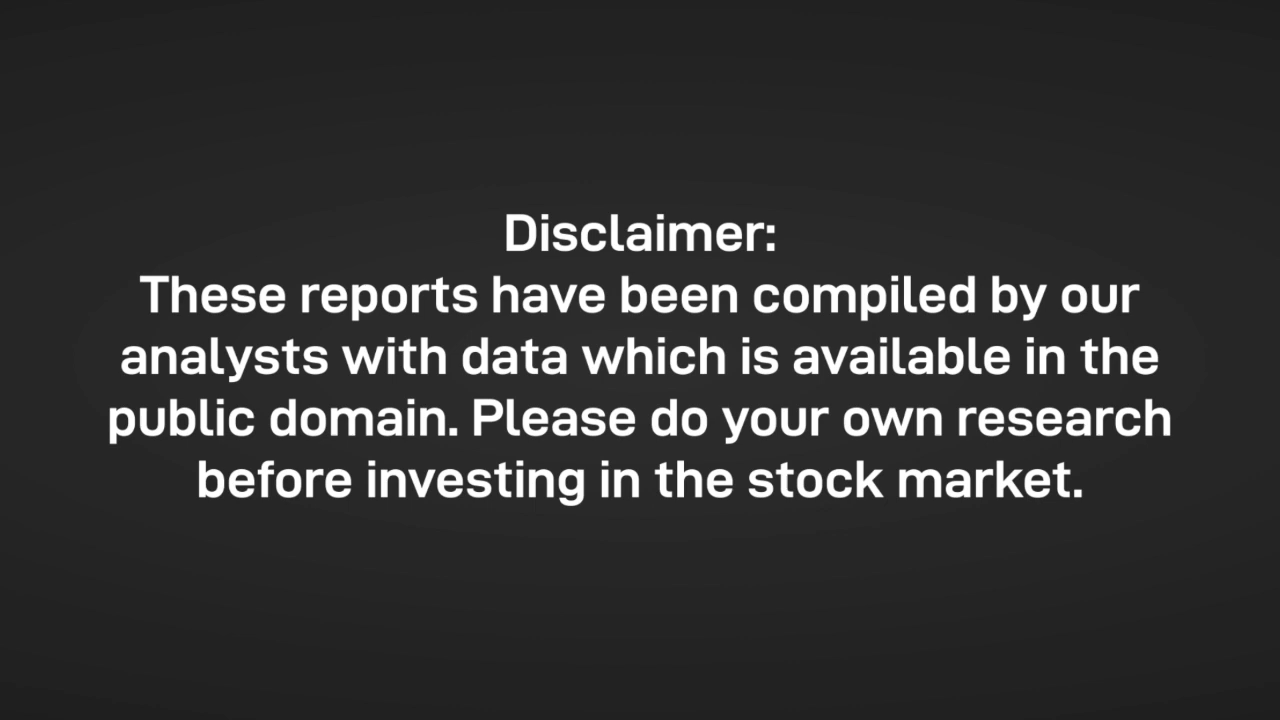 Disclaimer:
These reports have been compiled by our
analysts with data which is available in the
public domain. Please do your own research
before investing in the stock market.